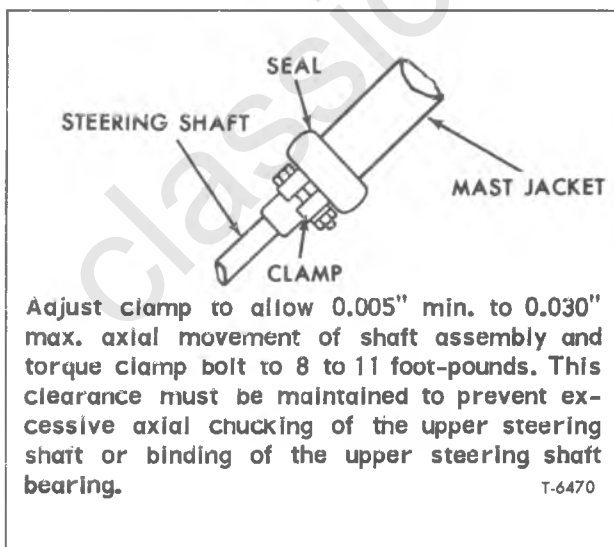 SEAL
STEERING SHAFT
MAST JACKET
CLAMP
Adjust clamp to allow 0.005" min. to 0.030"
max. axial movement of shaft assembly and
torque clamp bolt to 8 to 11 foot-pounds. This
clearance must be maintained to prevent ex-
cessive axial chucking of the upper steering
shaft or binding of the upper steering shaft
bearing.
T-6470
classic